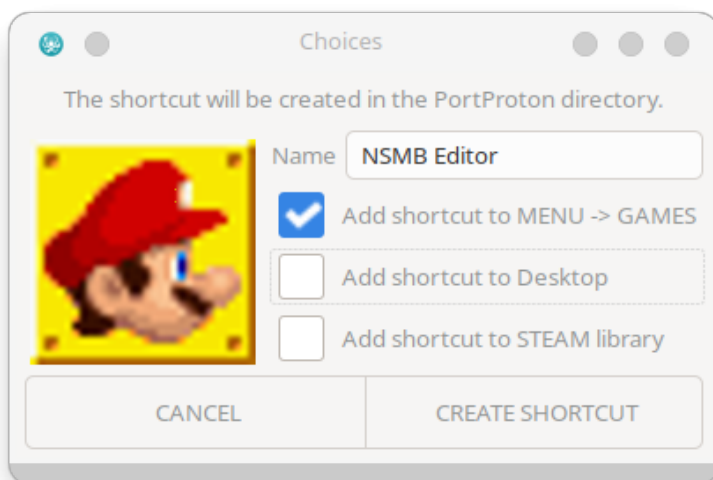 Choices
The shortcut will be created in the PortProton directory.
Name NSMB Editor
Add shortcut to MENU -> GAMES
Add shortcut to Desktop
Add shortcut to STEAM library
CANCEL CREATE SHORTCUT